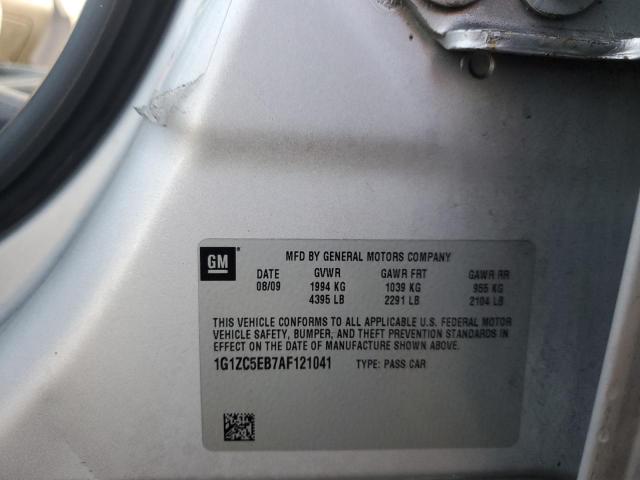 GM
MFD BY GENERAL MOTORS COMPANY
DATE GVWR GAWR FRT GAWR RR
08/09 1994 KG 1039 KG 955 KG
4395 LB 2291 LB 2104 LB
THIS VEHICLE CONFORMS TO ALL APPLICABLE U.S. FEDERAL MOTOR
VEHICLE SAFETY, BUMPER, AND THEFT PREVENTION STANDARDS IN
EFFECT ON THE DATE OF MANUFACTURE SHOWN ABOVE.
1G1ZC5EB7AF121041 TYPE: PASS CAR